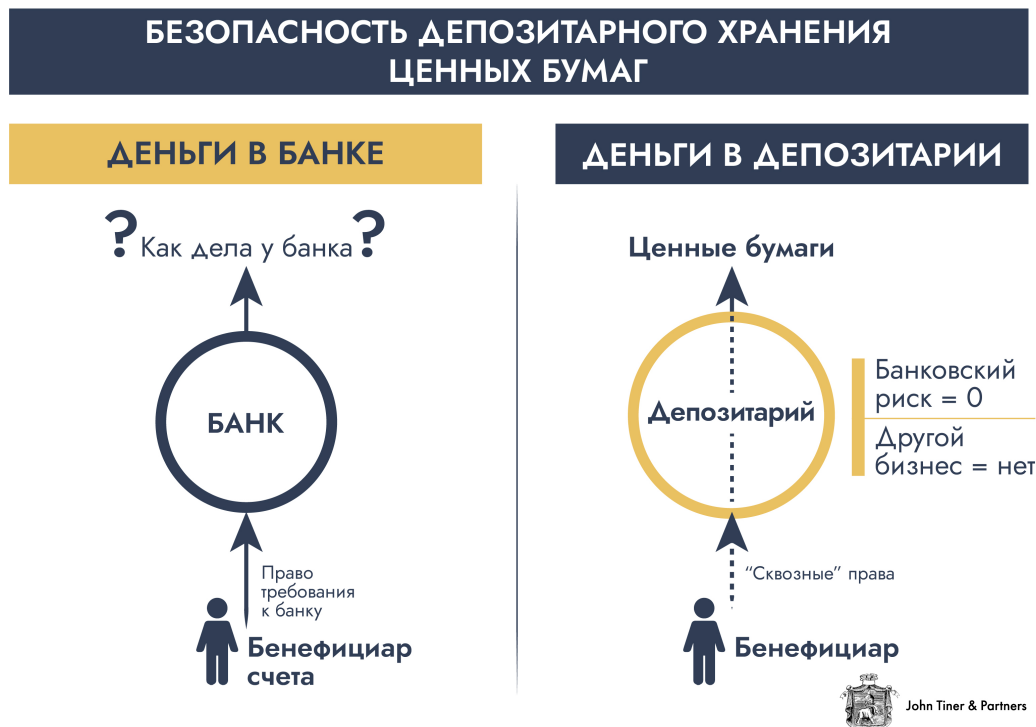 БЕЗОПАСНОСТЬ ДЕПОЗИТАРНОГО ХРАНЕНИЯ
ЦЕННЫХ БУМАГ
ДЕНЬГИ В БАНКЕ
? Как дела у банка ?
БАНК
Право
требования
к банку
Бенефициар
счета
ДЕНЬГИ В ДЕПОЗИТАРИИ
Ценные бумаги
Депозитарий
Банковский
риск = 0
Другой
бизнес = нет
“Сквозные” права
Бенефициар
John Tiner & Partners